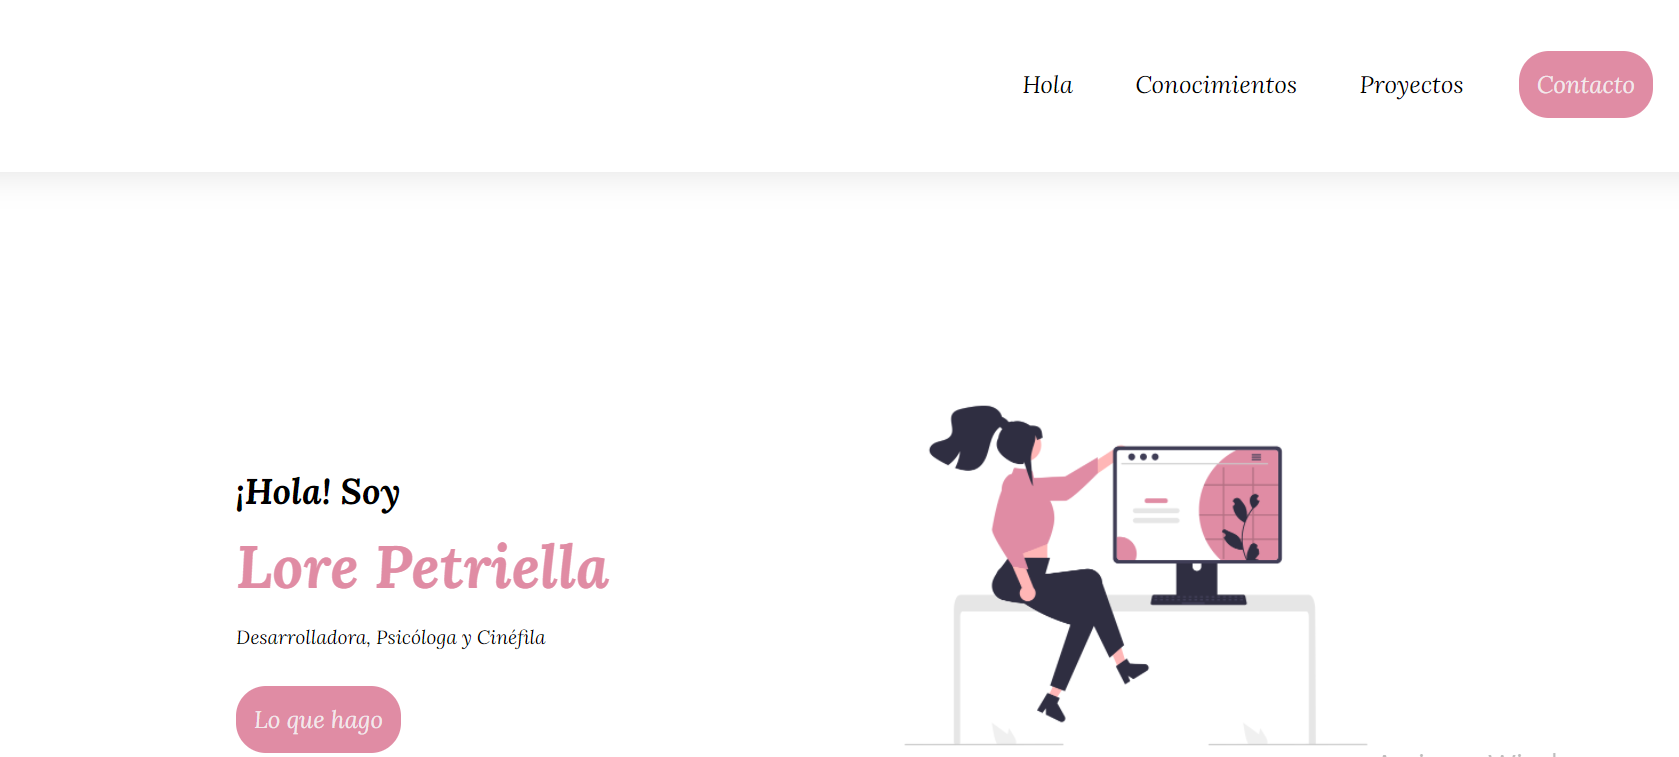 Hola Conocimientos Proyectos Contacto
¡Hola! Soy
Lore Petriella
Desarrolladora, Psicóloga y Cinéfila
Lo que hago